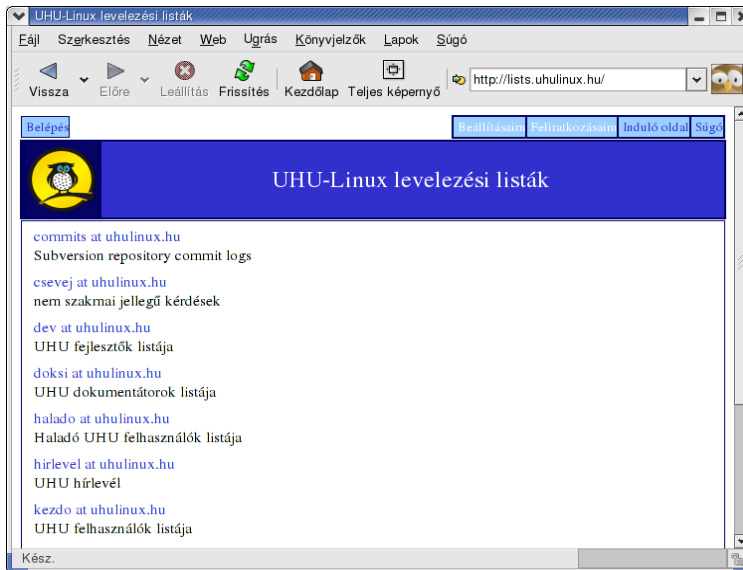 UHU-Linux levelezési listák
Fájl Szerkesztés Nézet Web Ugrás Könyvjelzők Lapok Súgó
Vissza Előre Leállítás Frissítés Kezdőlap Teljes képernyő http://lists.uhulinux.hu/
Belépés Beállításaim Feliratkozásaim Induló oldal Súgó
UHU-Linux levelezési listák
commits at uhulinux.hu
Subversion repository commit logs
csevej at uhulinux.hu
nem szakmai jellegű kérdések
dev at uhulinux.hu
UHU fejlesztők listája
doksi at uhulinux.hu
UHU dokumentátorok listája
halado at uhulinux.hu
Haladó UHU felhasználók listája
hirlevel at uhulinux.hu
UHU hírlevél
kezdo at uhulinux.hu
UHU felhasználók listája
Kész.